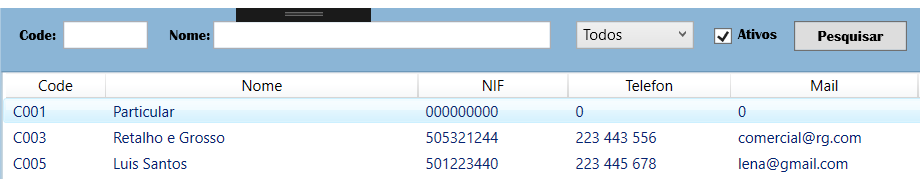 Code: Nome: Todos Ativos Pesquisar
Code Nome NIF Telefon Mail
C001 Particular 000000000 0 0
C003 Retalho e Grosso 505321244 223 443 556 comercial@rg.com
C005 Luis Santos 501223440 223 445 678 lena@gmail.com